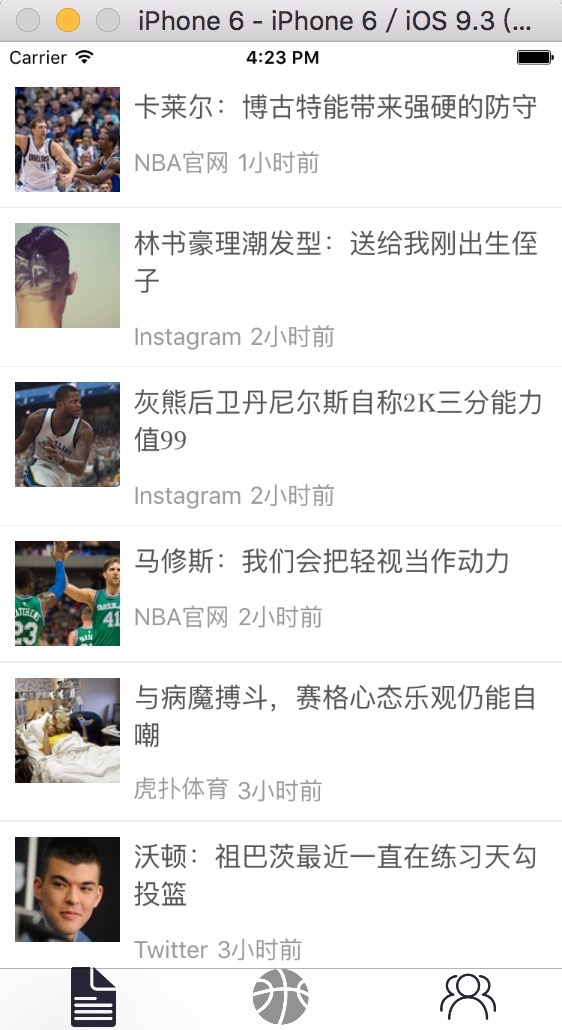 iPhone 6 - iPhone 6 / iOS 9.3 (...
Carrier 4:23 PM
卡莱尔：博古特能带来强硬的防守
NBA官网 1小时前
林书豪理潮发型：送给我刚出生侄
子
Instagram 2小时前
灰熊后卫丹尼尔斯自称2K三分能力
值99
Instagram 2小时前
马修斯：我们会把轻视当作动力
NBA官网 2小时前
与病魔搏斗，赛格心态乐观仍能自
嘲
虎扑体育 3小时前
沃顿：祖巴茨最近一直在练习天勾
投篮
Twitter 3小时前
DALLAS
41
MATTHEWS
23
41